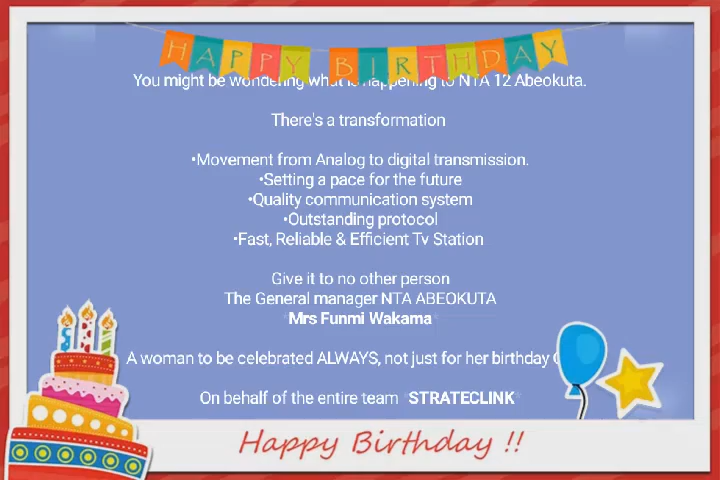 HAPPY BIRTHDAY
You might be wondering what is happening to NTA 12 Abeokuta.
There's a transformation
•Movement from Analog to digital transmission.
•Setting a pace for the future
•Quality communication system
•Outstanding protocol
•Fast, Reliable & Efficient Tv Station
Give it to no other person
The General manager NTA ABEOKUTA
*Mrs Funmi Wakama*
A woman to be celebrated ALWAYS, not just for her birthday
On behalf of the entire team *STRATECLINK*
Happy Birthday !!